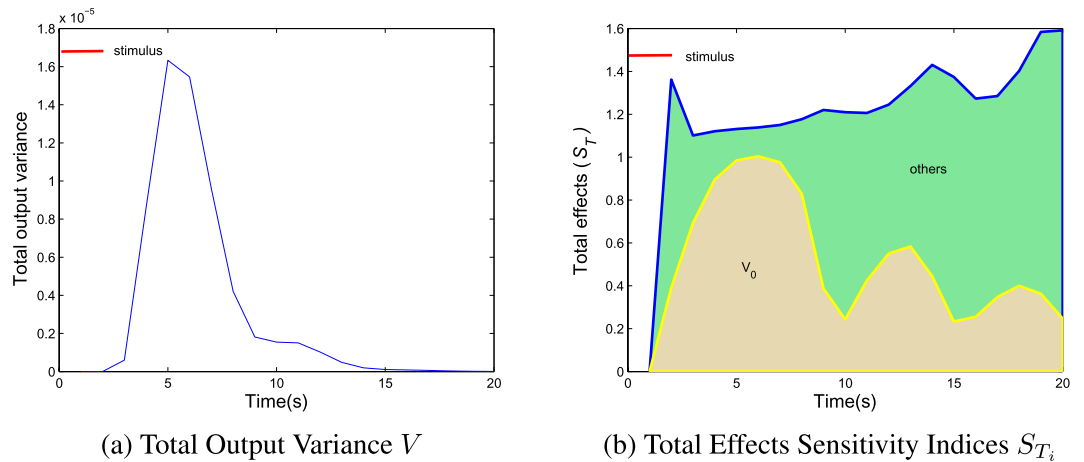 x 10⁻⁵
1.8
1.6
1.4
1.2
1
0.8
0.6
0.4
0.2
0
0 5 10 15 20
Total output variance
Time(s)
stimulus
(a) Total Output Variance V
1.6
1.4
1.2
1
0.8
0.6
0.4
0.2
0
0 5 10 15 20
Total effects ( S_T )
Time(s)
stimulus
others
V_0
(b) Total Effects Sensitivity Indices S_{T_i}